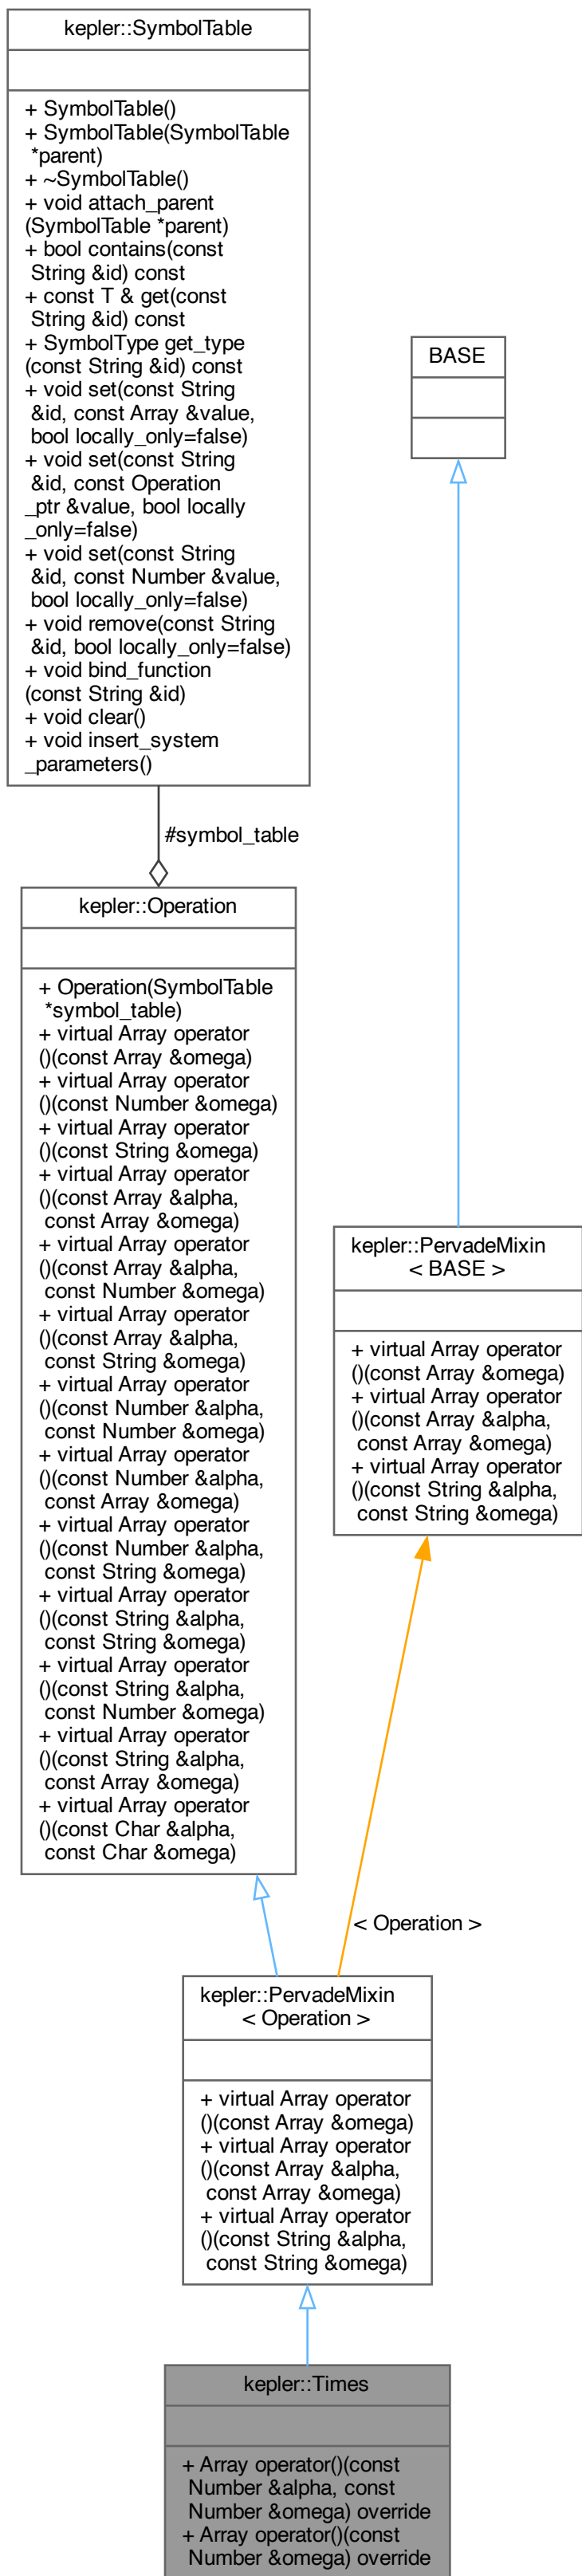 kepler::SymbolTable
+ SymbolTable()
+ SymbolTable(SymbolTable
*parent)
+ ~SymbolTable()
+ void attach_parent
(SymbolTable *parent)
+ bool contains(const
String &id) const
+ const T & get(const
String &id) const
+ SymbolType get_type
(const String &id) const
+ void set(const String
&id, const Array &value,
bool locally_only=false)
+ void set(const String
&id, const Operation
_ptr &value, bool locally
_only=false)
+ void set(const String
&id, const Number &value,
bool locally_only=false)
+ void remove(const String
&id, bool locally_only=false)
+ void bind_function
(const String &id)
+ void clear()
+ void insert_system
_parameters()
BASE
#symbol_table
kepler::Operation
+ Operation(SymbolTable
*symbol_table)
+ virtual Array operator
()(const Array &omega)
+ virtual Array operator
()(const Number &omega)
+ virtual Array operator
()(const String &omega)
+ virtual Array operator
()(const Array &alpha,
const Array &omega)
+ virtual Array operator
()(const Array &alpha,
const Number &omega)
+ virtual Array operator
()(const Array &alpha,
const String &omega)
+ virtual Array operator
()(const Number &alpha,
const Number &omega)
+ virtual Array operator
()(const Number &alpha,
const Array &omega)
+ virtual Array operator
()(const Number &alpha,
const String &omega)
+ virtual Array operator
()(const String &alpha,
const String &omega)
+ virtual Array operator
()(const String &alpha,
const Number &omega)
+ virtual Array operator
()(const String &alpha,
const Array &omega)
+ virtual Array operator
()(const Char &alpha,
const Char &omega)
kepler::PervadeMixin
< BASE >
+ virtual Array operator
()(const Array &omega)
+ virtual Array operator
()(const Array &alpha,
const Array &omega)
+ virtual Array operator
()(const String &alpha,
const String &omega)
< Operation >
kepler::PervadeMixin
< Operation >
+ virtual Array operator
()(const Array &omega)
+ virtual Array operator
()(const Array &alpha,
const Array &omega)
+ virtual Array operator
()(const String &alpha,
const String &omega)
kepler::Times
+ Array operator()(const
Number &alpha, const
Number &omega) override
+ Array operator()(const
Number &omega) override